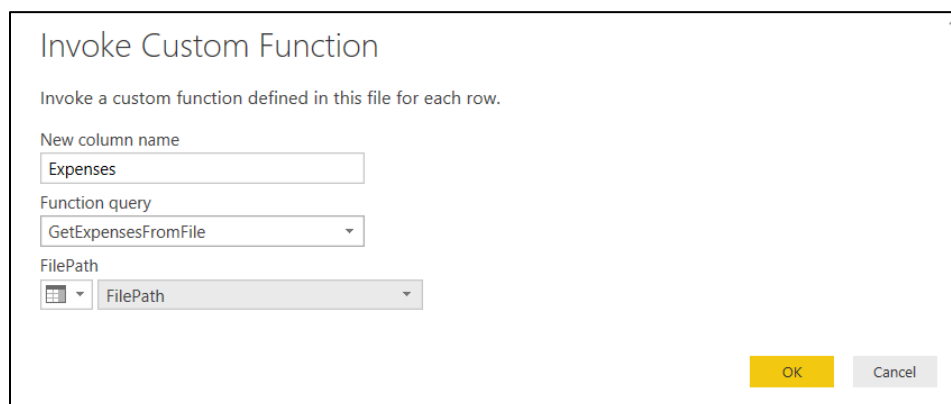 Invoke Custom Function
Invoke a custom function defined in this file for each row.
New column name
Expenses
Function query
GetExpensesFromFile
FilePath
FilePath
OK Cancel